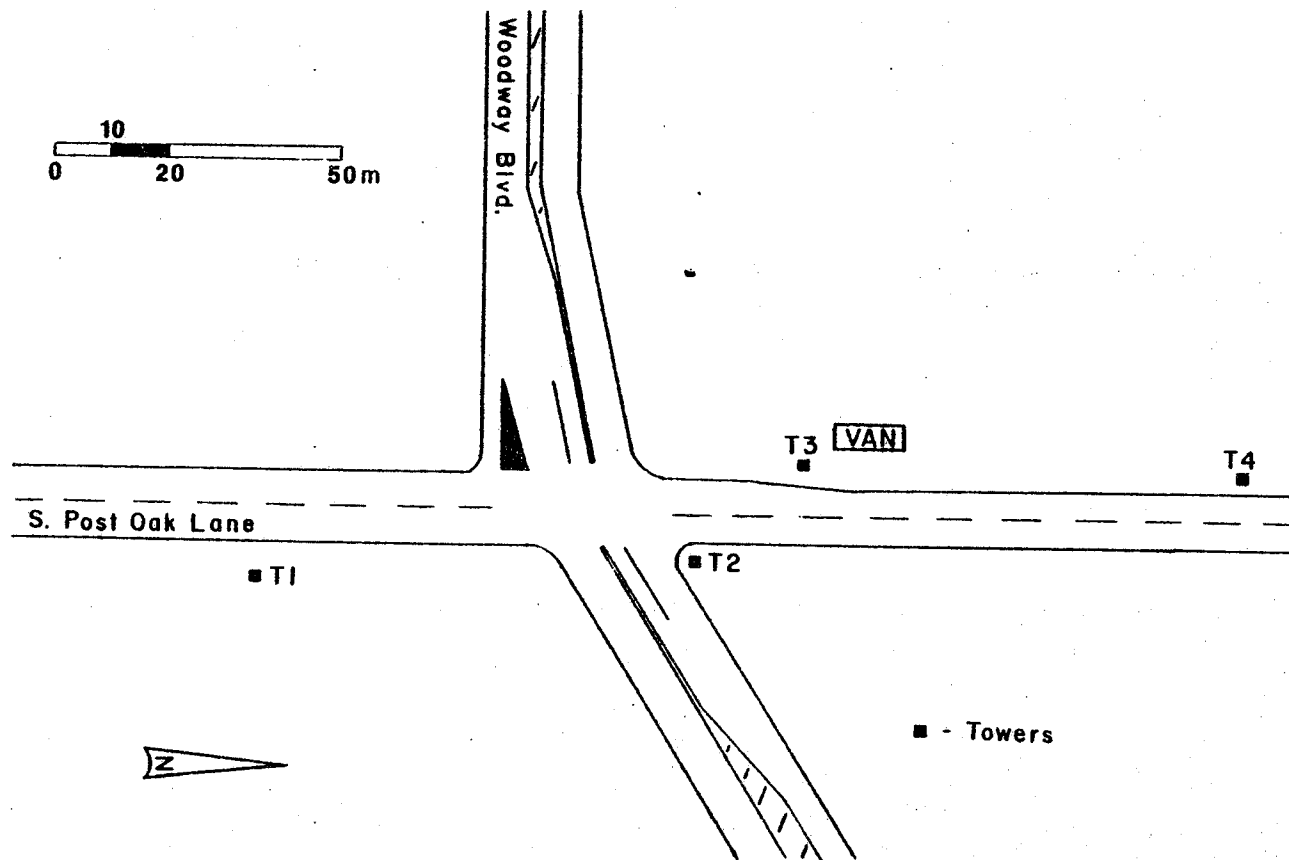 Woodway Blvd.
10
0 20 50m
T3 VAN
T4
S. Post Oak Lane
T1
T2
- Towers
N